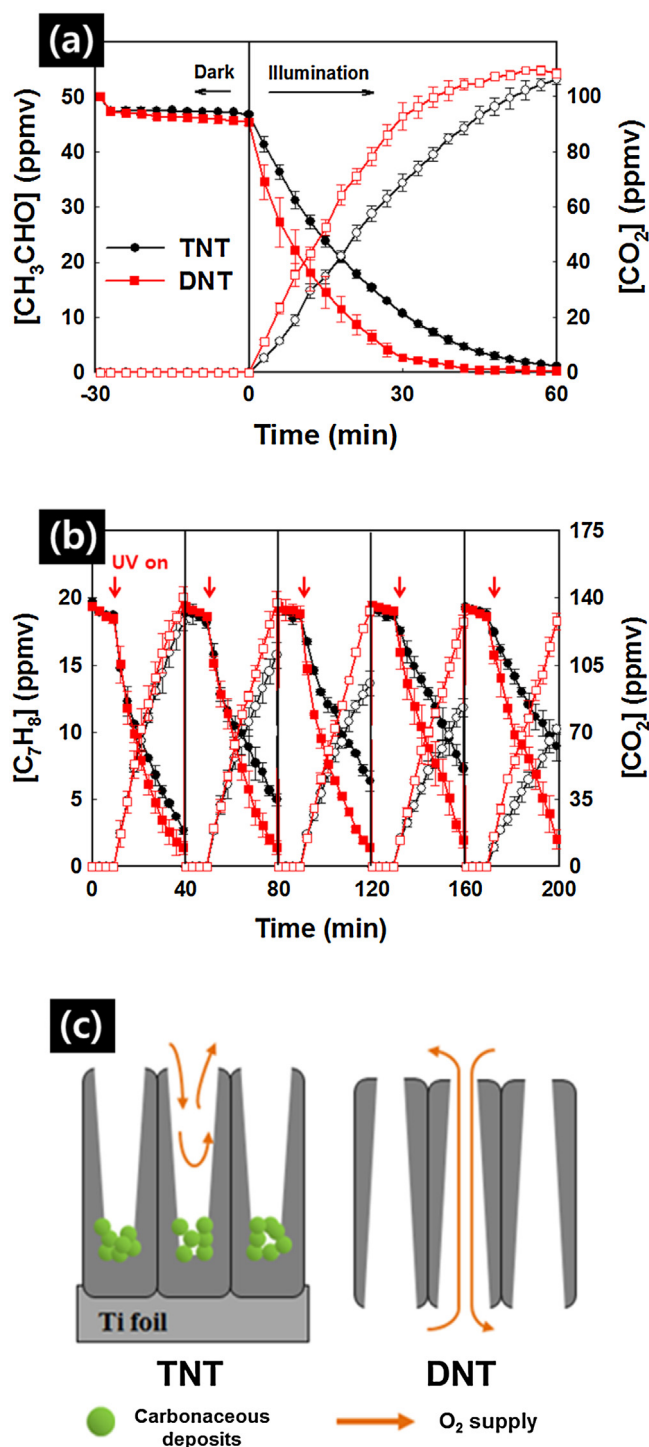 (a)
Dark
Illumination
TNT
DNT
[CH3CHO] (ppmv)
50
40
30
20
10
0
[CO2] (ppmv)
100
80
60
40
20
0
-30
0
30
60
Time (min)
(b)
UV on
[C7H8] (ppmv)
20
15
10
5
0
[CO2] (ppmv)
175
140
105
70
35
0
0
40
80
120
160
200
Time (min)
(c)
Ti foil
TNT
DNT
Carbonaceous
deposits
O2 supply